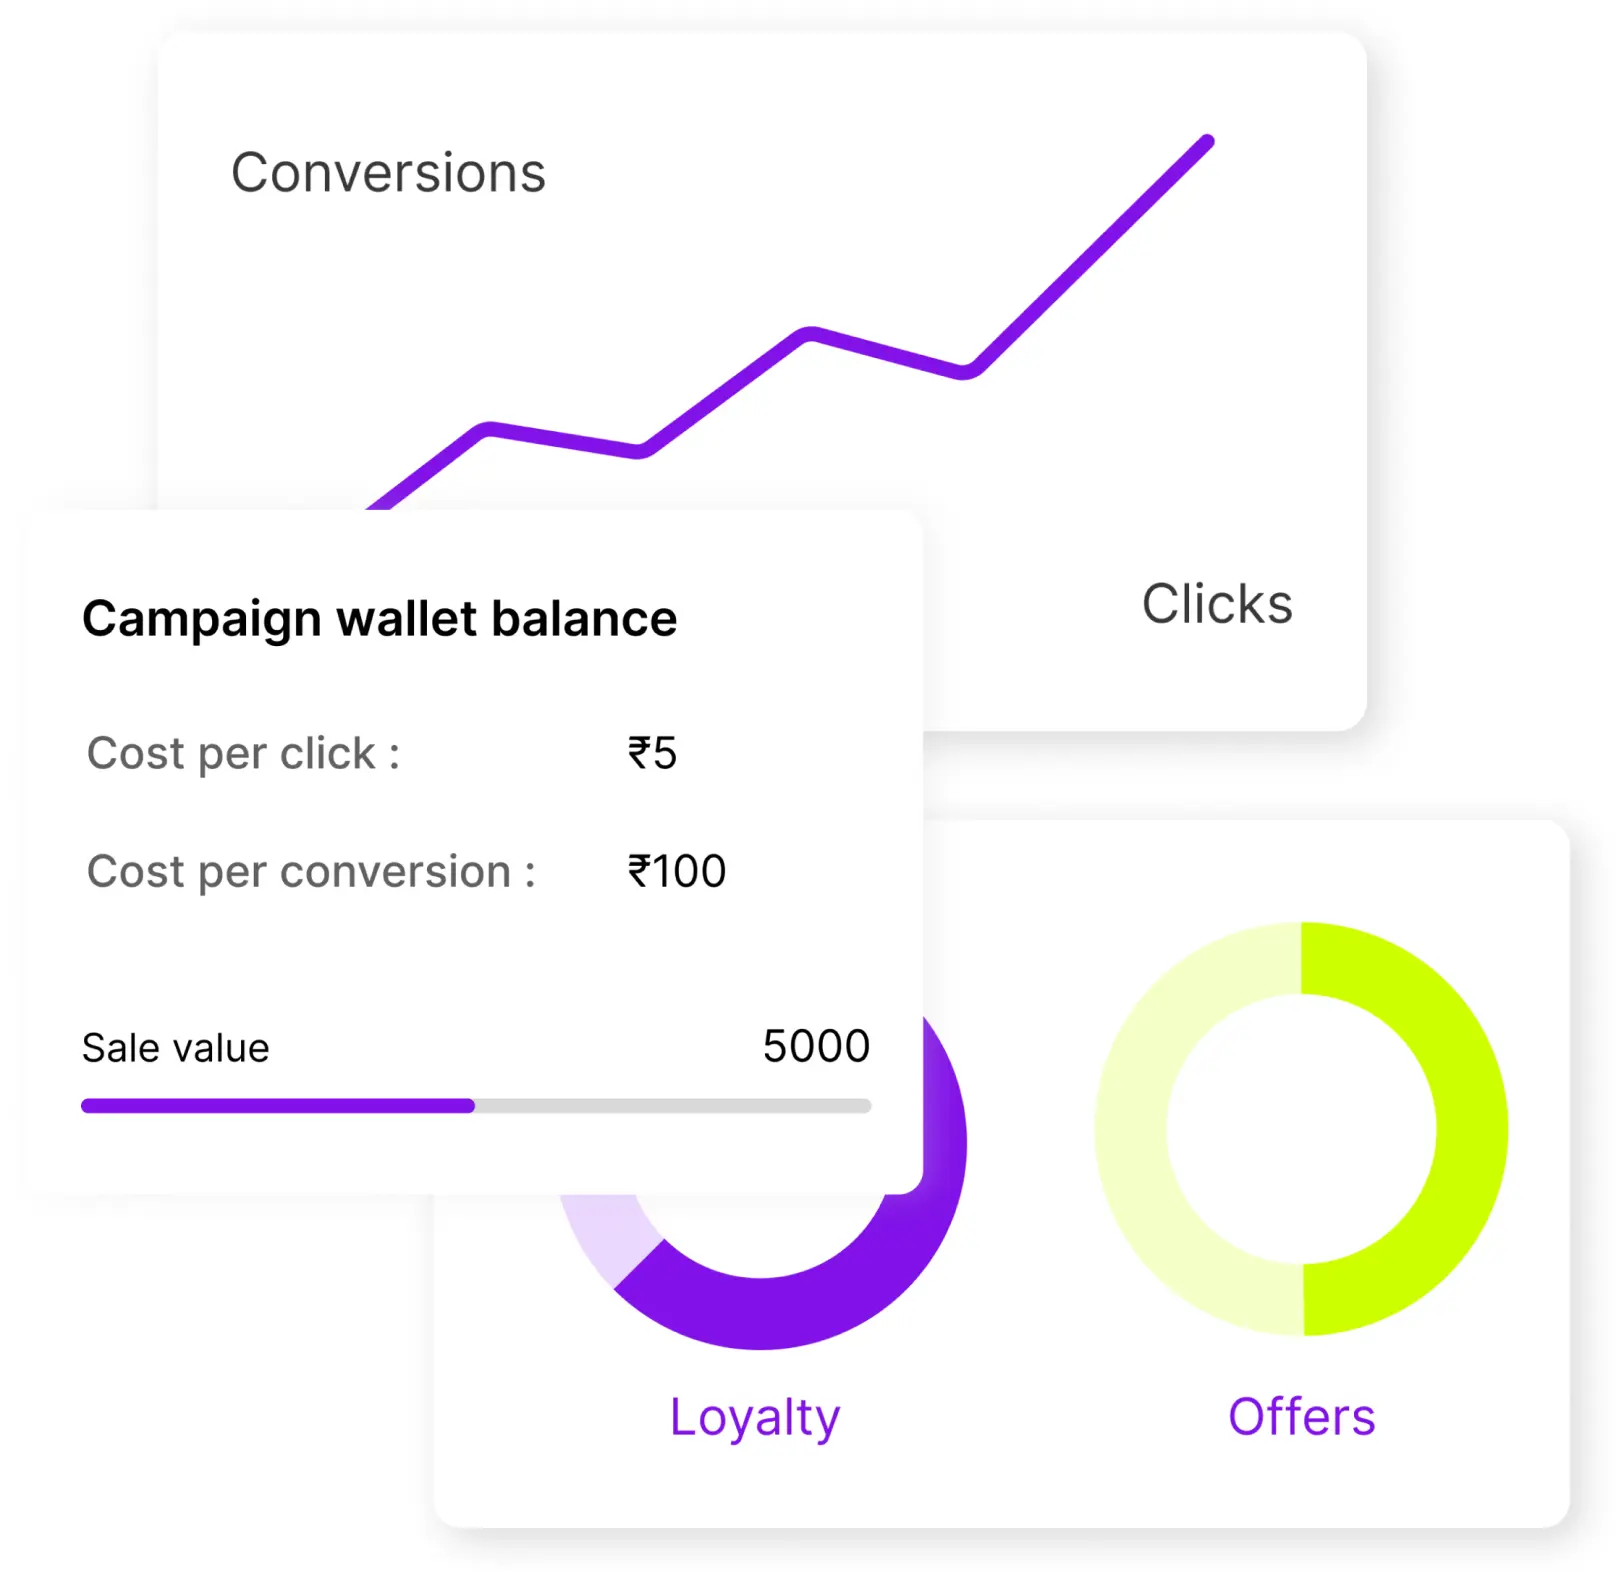 Conversions
Clicks
Campaign wallet balance
Cost per click : ₹5
Cost per conversion : ₹100
Sale value 5000
Loyalty Offers